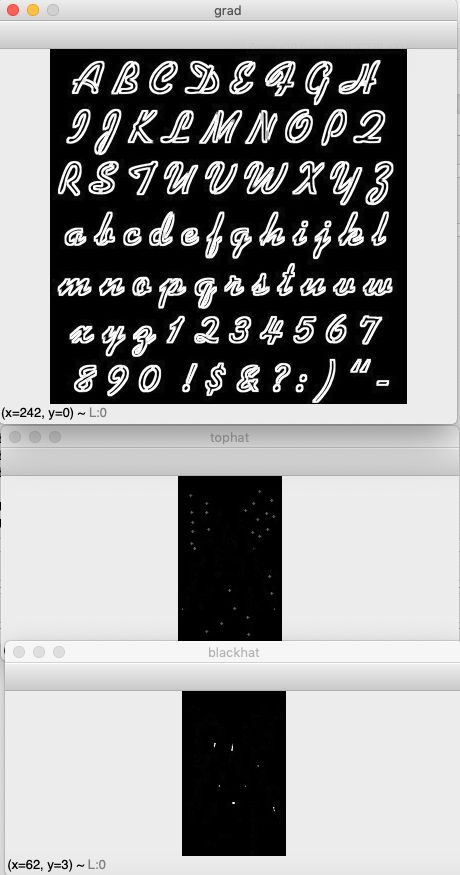 grad
A B C D E F G H
I J K L M N O P Q
R S T U V W X Y Z
a b c d e f g h i j k l
m n o p q r s t u v w
x y z 1 2 3 4 5 6 7
8 9 0 ! $ & ? : ) " -
(x=242, y=0) ~ L:0
tophat
blackhat
(x=62, y=3) ~ L:0